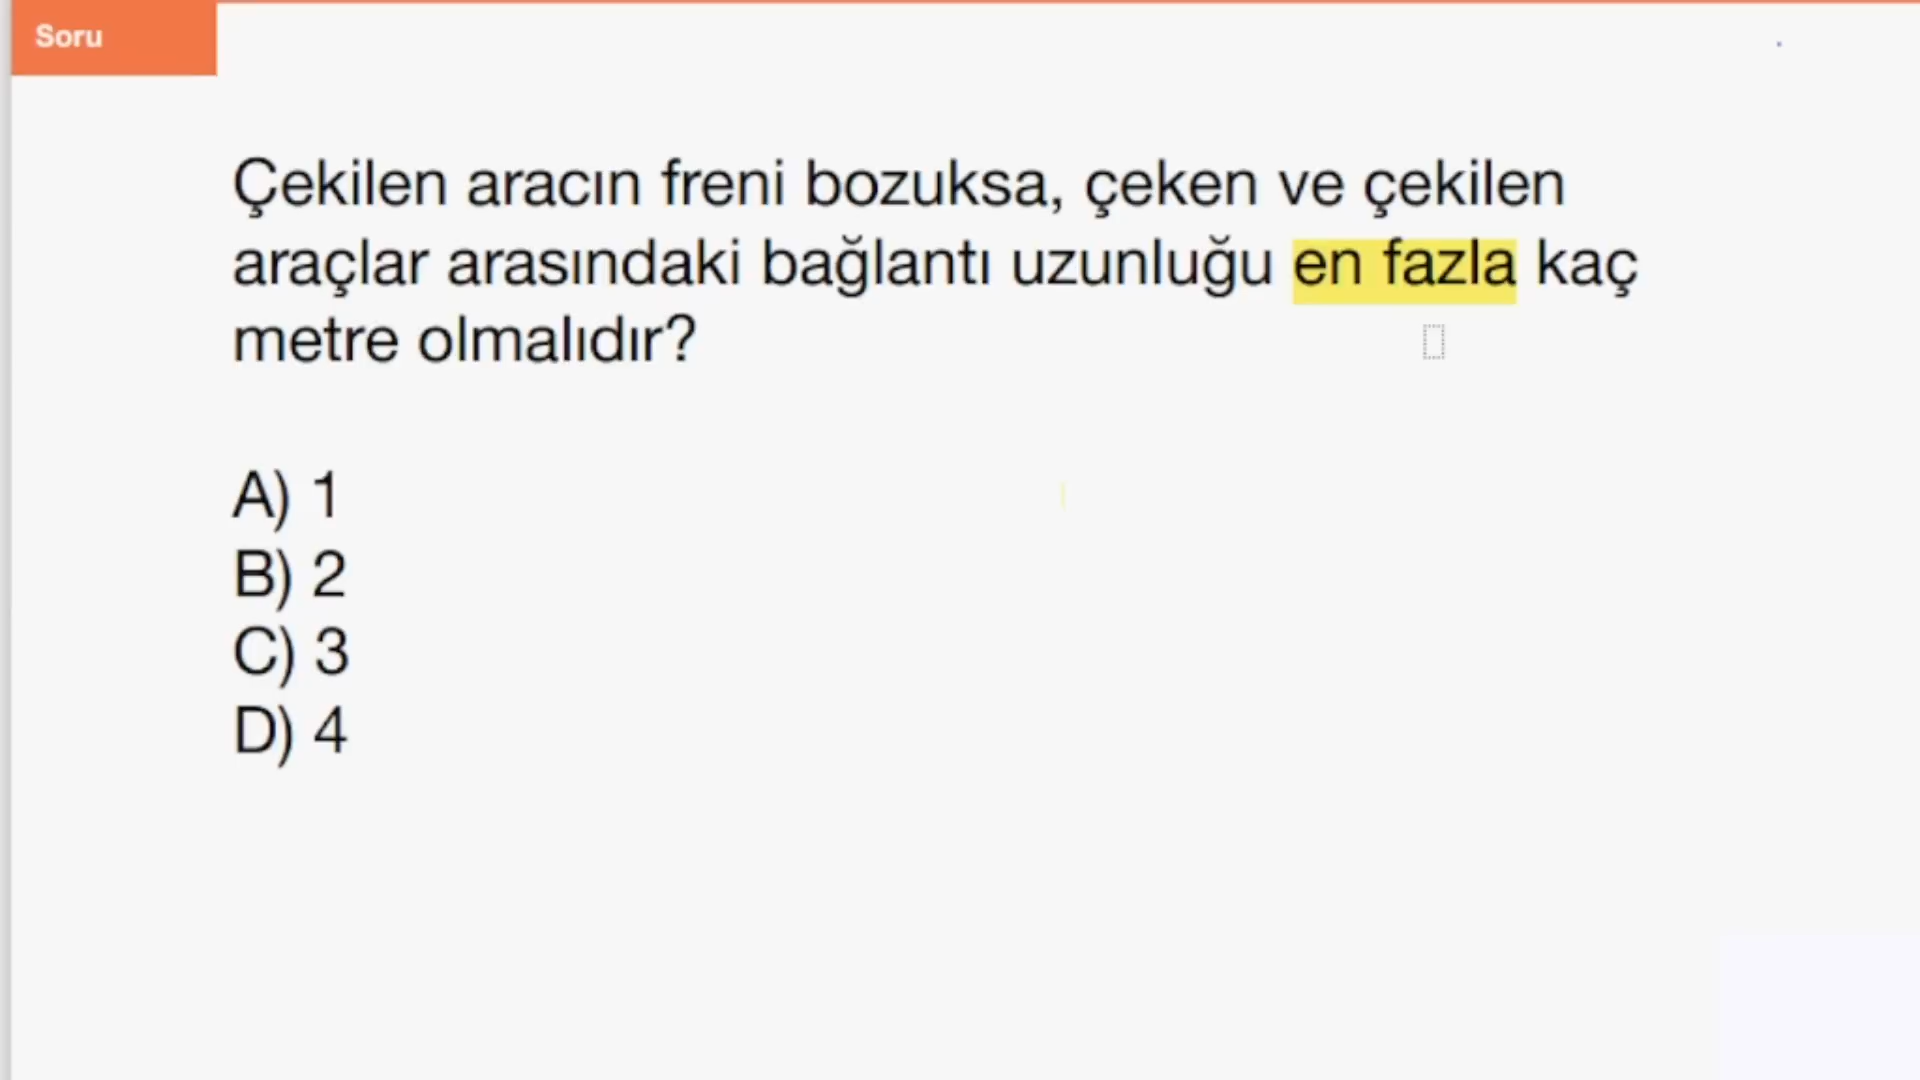 Soru
Çekilen aracın freni bozuksa, çeken ve çekilen
araçlar arasındaki bağlantı uzunluğu en fazla kaç
metre olmalıdır?
A) 1
B) 2
C) 3
D) 4